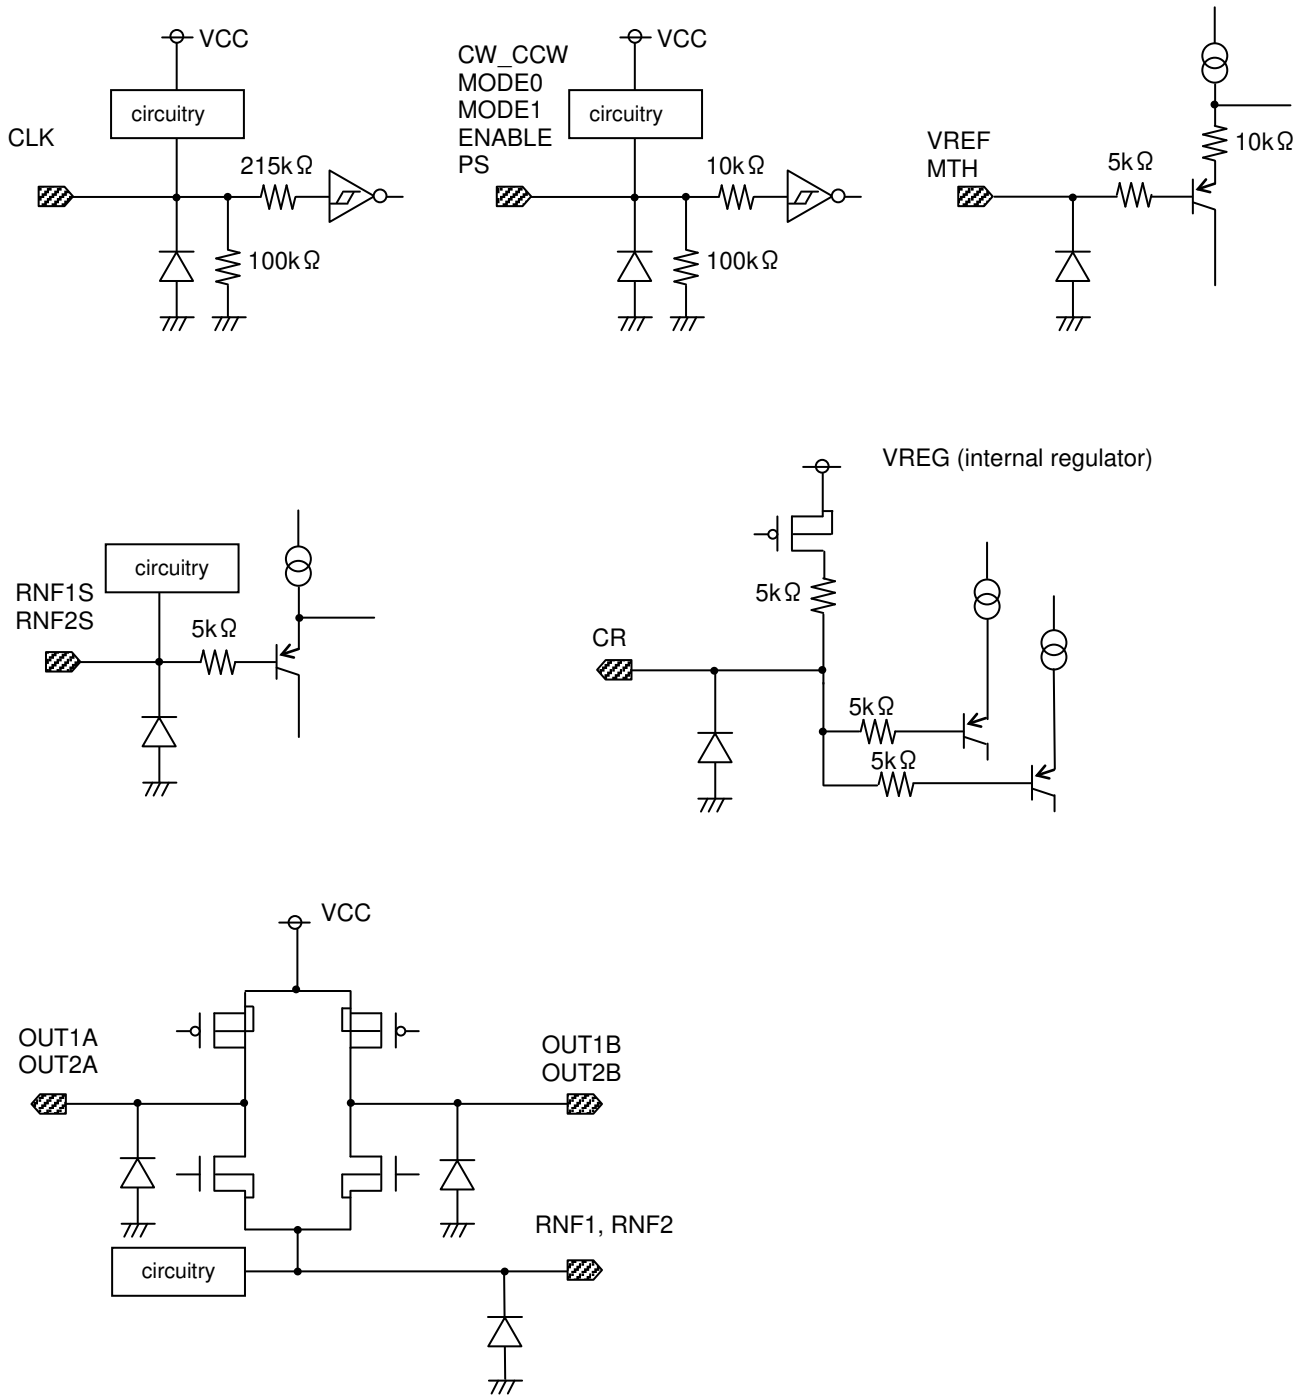 VCC
circuitry
CLK
215kΩ
100kΩ
CW_CCW
MODE0
MODE1
ENABLE
PS
VCC
circuitry
10kΩ
100kΩ
VREF
MTH
5kΩ
10kΩ
circuitry
RNF1S
RNF2S
5kΩ
VREG (internal regulator)
5kΩ
CR
5kΩ
5kΩ
VCC
OUT1A
OUT2A
OUT1B
OUT2B
RNF1, RNF2
circuitry